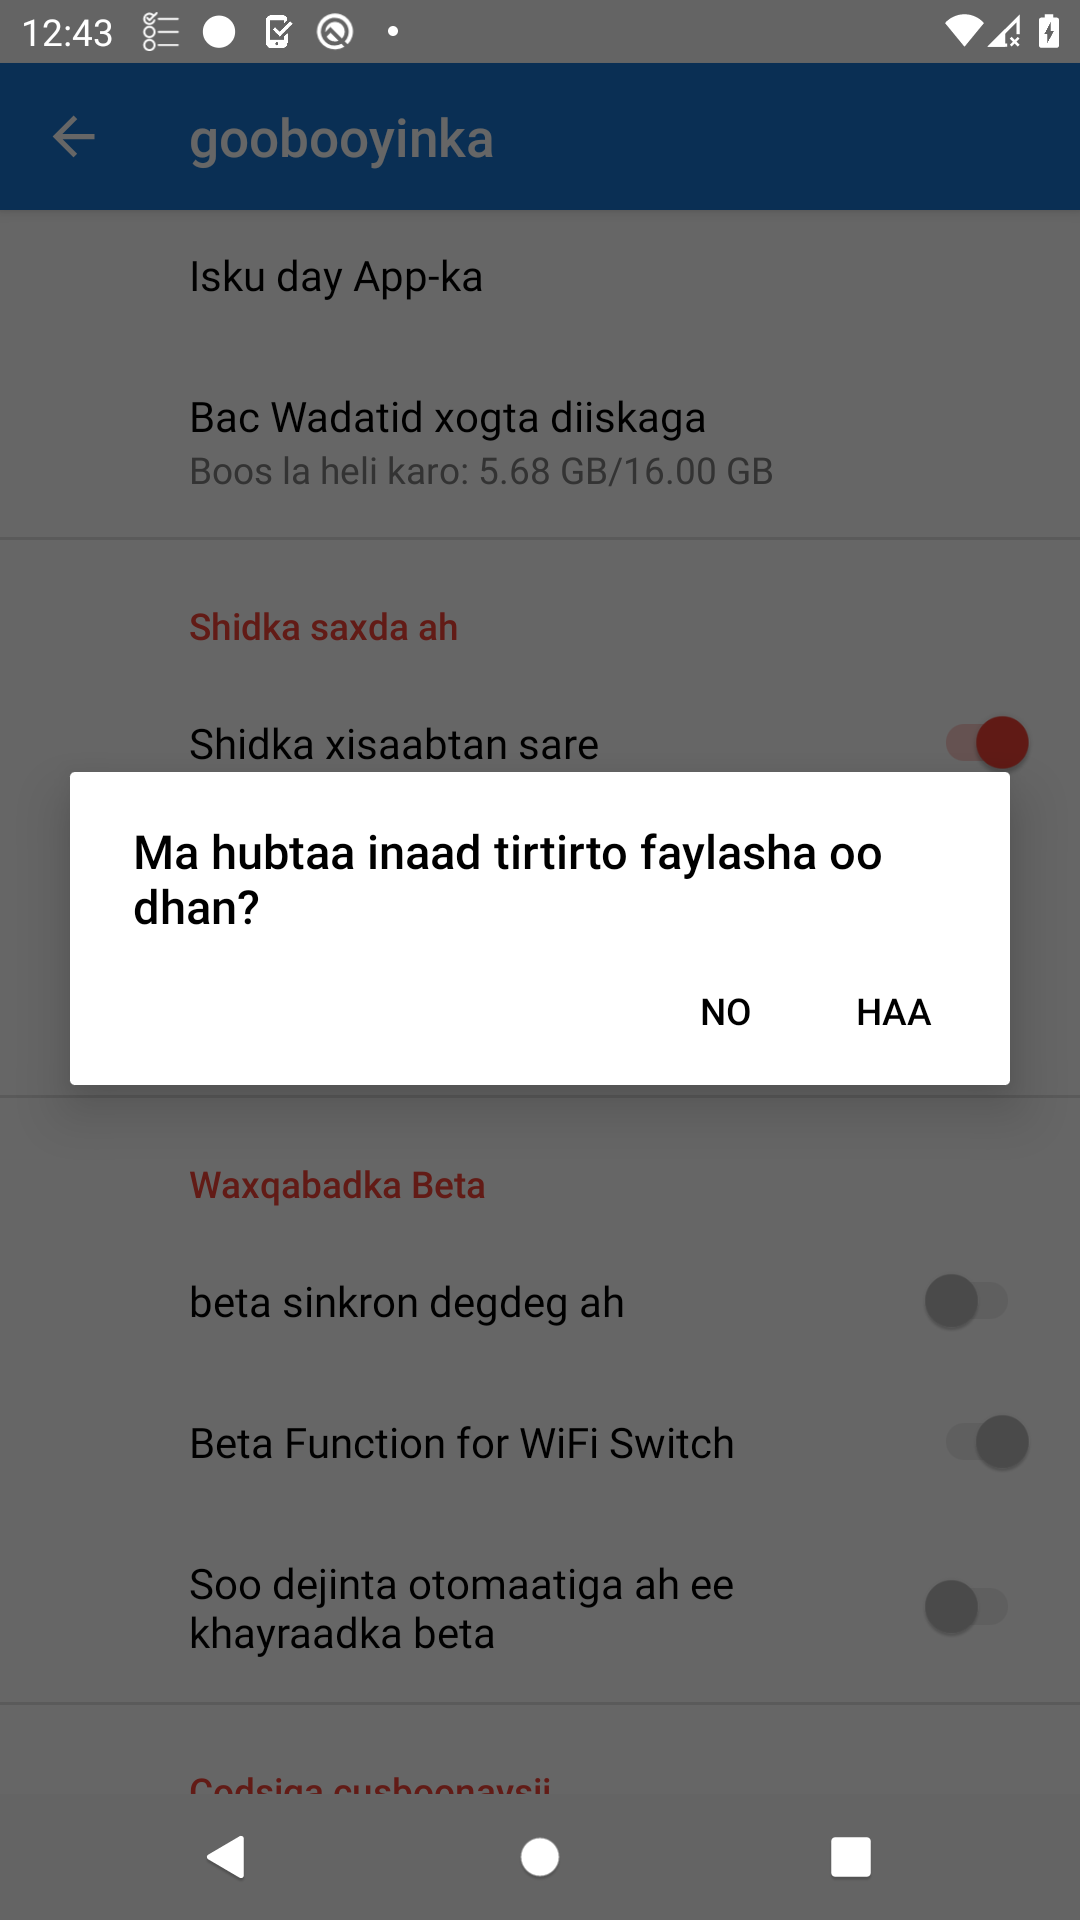 12:43
goobooyinka
Isku day App-ka
Bac Wadatid xogta diiskaga
Boos la heli karo: 5.68 GB/16.00 GB
Shidka saxda ah
Shidka xisaabtan sare
Ma hubtaa inaad tirtirto faylasha oo
dhan?
NO
HAA
Waxqabadka Beta
beta sinkron degdeg ah
Beta Function for WiFi Switch
Soo dejinta otomaatiga ah ee
khayraadka beta
Codsiga cusboonaysii